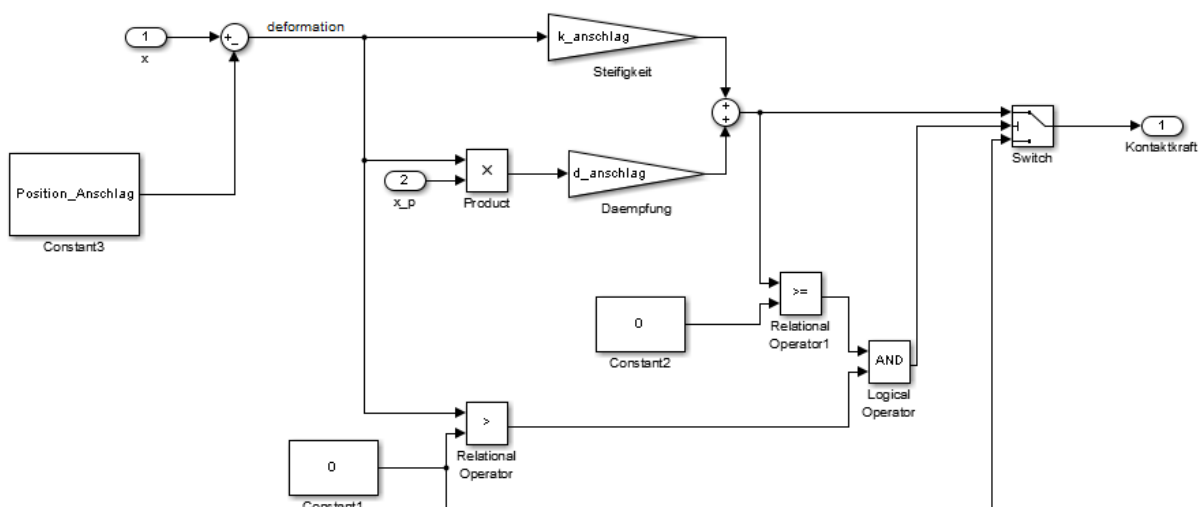 deformation
1
x
+
−
k_anschlag
Steifigkeit
+
+
Switch
1
Kontaktkraft
Position_Anschlag
Constant3
2
x_p
×
Product
d_anschlag
Daempfung
0
Constant2
>=
Relational
Operator1
AND
Logical
Operator
>
Relational
Operator
0
Constant1